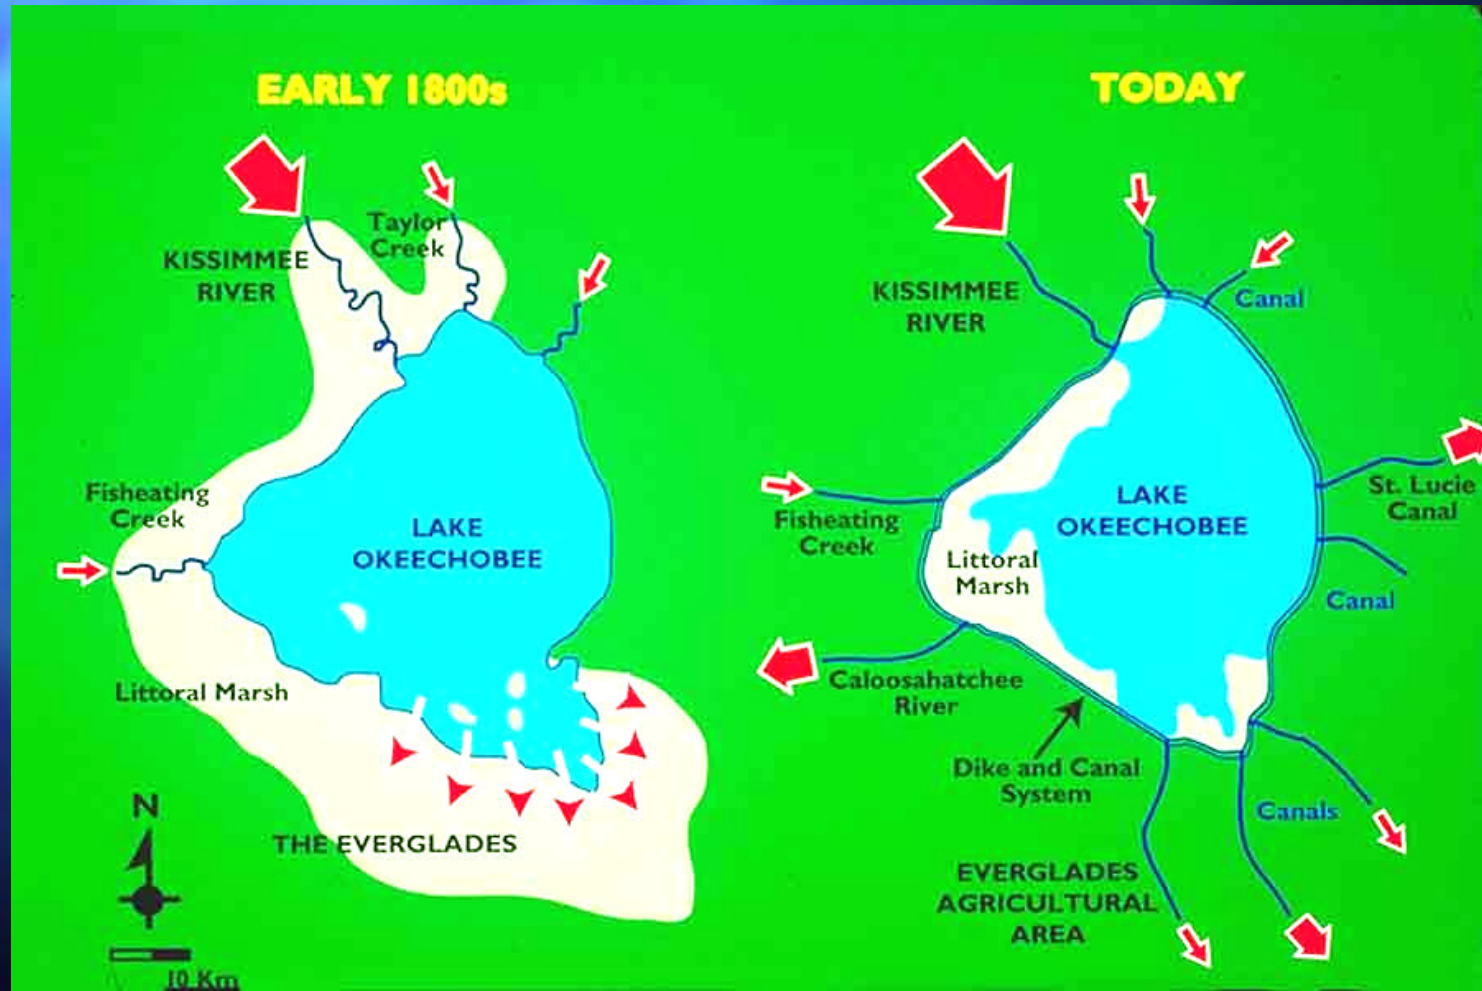 EARLY 1800s
Taylor
Creek
KISSIMMEE
RIVER
Fisheating
Creek
LAKE
OKEECHOBEE
Littoral Marsh
THE EVERGLADES
N
10 Km
TODAY
KISSIMMEE
RIVER
Canal
LAKE
OKEECHOBEE
St. Lucie
Canal
Fisheating
Creek
Littoral
Marsh
Canal
Caloosahatchee
River
Dike and Canal
System
Canals
EVERGLADES
AGRICULTURAL
AREA